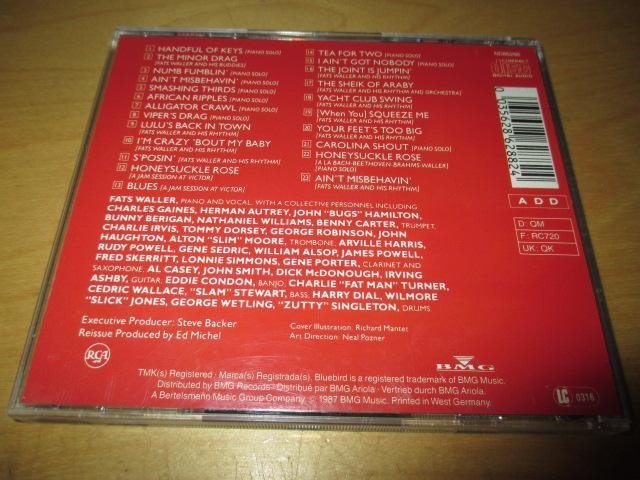 1 HANDFUL OF KEYS [PIANO SOLO]
2 THE MINOR DRAG
[FATS WALLER AND HIS BUDDIES]
3 NUMB FUMBLIN' [PIANO SOLO]
4 AIN'T MISBEHAVIN' [PIANO SOLO]
5 SMASHING THIRDS [PIANO SOLO]
6 AFRICAN RIPPLES [PIANO SOLO]
7 ALLIGATOR CRAWL [PIANO SOLO]
8 VIPER'S DRAG [PIANO SOLO]
9 LULU'S BACK IN TOWN
[FATS WALLER AND HIS RHYTHM]
10 I'M CRAZY 'BOUT MY BABY
[FATS WALLER AND HIS RHYTHM]
11 S'POSIN' [FATS WALLER AND HIS RHYTHM]
12 HONEYSUCKLE ROSE
[A JAM SESSION AT VICTOR]
13 BLUES [A JAM SESSION AT VICTOR]
14 TEA FOR TWO [PIANO SOLO]
15 I AIN'T GOT NOBODY [PIANO SOLO]
16 THE JOINT IS JUMPIN'
[FATS WALLER AND HIS RHYTHM]
17 THE SHEIK OF ARABY
[FATS WALLER AND HIS RHYTHM AND ORCHESTRA]
18 YACHT CLUB SWING
[FATS WALLER AND HIS RHYTHM]
19 [When You] SQUEEZE ME
[FATS WALLER AND HIS RHYTHM]
20 YOUR FEET'S TOO BIG
[FATS WALLER AND HIS RHYTHM]
21 CAROLINA SHOUT [PIANO SOLO]
22 HONEYSUCKLE ROSE
[A LA BACH-BEETHOVEN-BRAHMS-WALLER]
[PIANO SOLO]
23 AIN'T MISBEHAVIN'
[FATS WALLER AND HIS RHYTHM]
COMPACT
disc
DIGITAL AUDIO
0 35628 628824
A D D
D: QM
F: RC720
UK: QK
FATS WALLER, PIANO AND VOCAL, WITH A COLLECTIVE PERSONNEL INCLUDING
CHARLES GAINES, HERMAN AUTREY, JOHN "BUGS" HAMILTON,
BUNNY BERIGAN, NATHANIEL WILLIAMS, BENNY CARTER, TRUMPET,
CHARLIE IRVIS, TOMMY DORSEY, GEORGE ROBINSON, JOHN
HAUGHTON, ALTON "SLIM" MOORE, TROMBONE; ARVILLE HARRIS,
RUDY POWELL, GENE SEDRIC, WILLIAM ALSOP, JAMES POWELL,
FRED SKERRITT, LONNIE SIMMONS, GENE PORTER, CLARINET AND
SAXOPHONE; AL CASEY, JOHN SMITH, DICK McDONOUGH, IRVING
ASHBY, GUITAR; EDDIE CONDON, BANJO; CHARLIE "FAT MAN" TURNER,
CEDRIC WALLACE, "SLAM" STEWART, BASS; HARRY DIAL, WILMORE
"SLICK" JONES, GEORGE WETLING, "ZUTTY" SINGLETON, DRUMS
Executive Producer: Steve Backer
Reissue Produced by Ed Michel
Cover Illustration: Richard Mantel
Art Direction: Neal Pozner
RCA
BMG
TMK(s) Registered · Marca(s) Registrada(s). Bluebird is a registered trademark of BMG Music.
Distributed by BMG Records · Distribué par BMG Ariola · Vertrieb durch BMG Ariola.
A Bertelsmann Music Group Company. © 1987 BMG Music. Printed in West Germany.
LC 0316